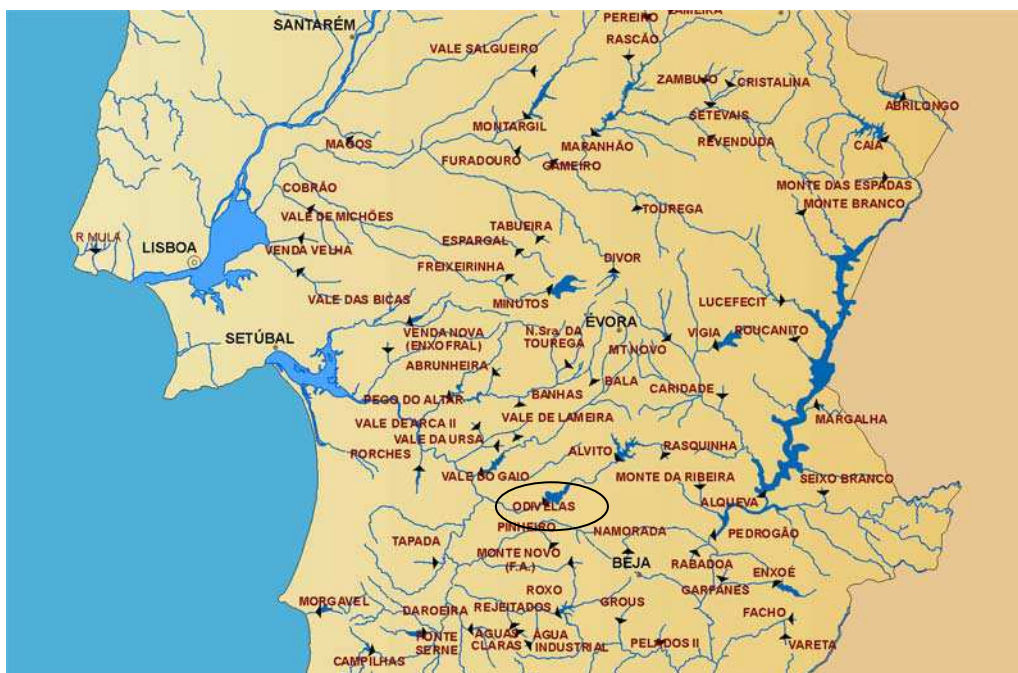 SANTARÉM
PEREIRO
RASCÃO
VALE SALGUEIRO
ZAMBUJO
CRISTALINA
ABRILONGO
SETEVAIS
MONTARGIL
MARANHÃO
REVENDUDA
CAIA
MAGOS
FURADOURO
GAMEIRO
MONTE DAS ESPADAS
MONTE BRANCO
COBRÃO
VALE DE MICHÕES
TOUREGA
TABUEIRA
ESPARGAL
R MULA
LISBOA
VENDA VELHA
FREIXEIRINHA
DIVOR
VALE DAS BICAS
MINUTOS
LUCEFECIT
SETÚBAL
VENDA NOVA
(ENXOFRAL)
N.Sra. DA
TOUREGA
ÉVORA
MT NOVO
VIGIA
ABRUNHEIRA
PEGO DO ALTAR
BANHAS
BALA
CARIDADE
MARGALHA
VALE DE ARCA II
VALE DE LAMEIRA
VALE DA URSA
PORCHES
ALVITO
RASQUINHA
VALE DO GAIO
MONTE DA RIBEIRA
SEIXO BRANCO
ODIVELAS
ALQUEVA
PINHEIRO
NAMORADA
PEDROGÃO
TAPADA
MONTE NOVO
(F.A.)
BEJA
RABADOA
ENXOÉ
GARFANES
ROXO
MORGAVEL
DAROEIRA
REJEITADOS
GROUS
FACHO
FONTE
SERNE
AGUAS
CLARAS
ÁGUA
INDUSTRIAL
PELADOS II
VARETA
CAMPILHAS